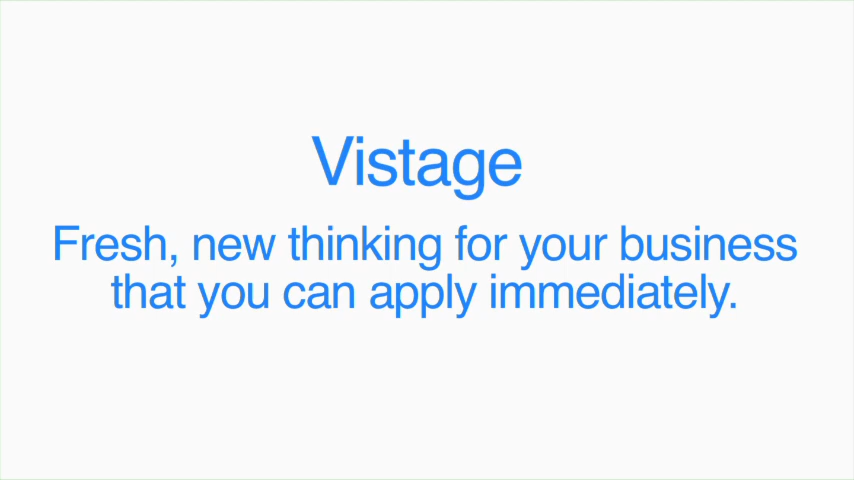 Vistage
Fresh, new thinking for your business
that you can apply immediately.